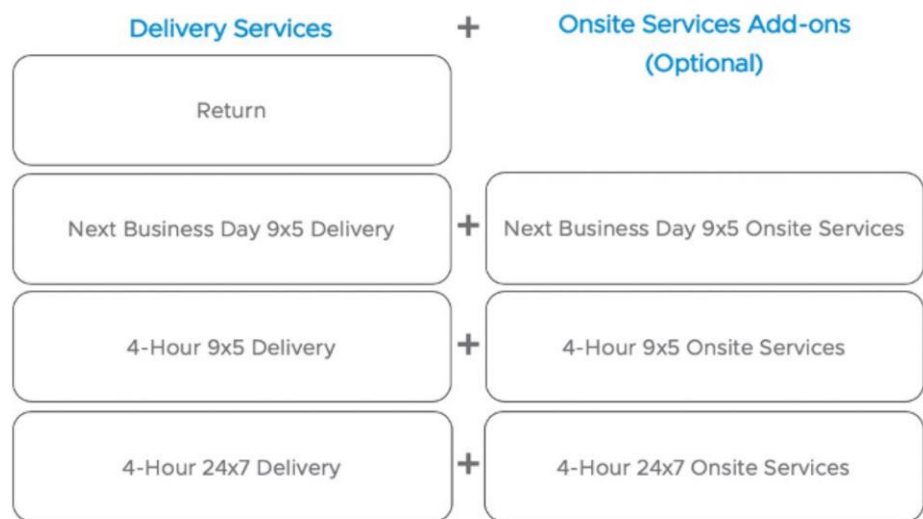 Delivery Services + Onsite Services Add-ons
(Optional)
Return
Next Business Day 9x5 Delivery + Next Business Day 9x5 Onsite Services
4-Hour 9x5 Delivery + 4-Hour 9x5 Onsite Services
4-Hour 24x7 Delivery + 4-Hour 24x7 Onsite Services